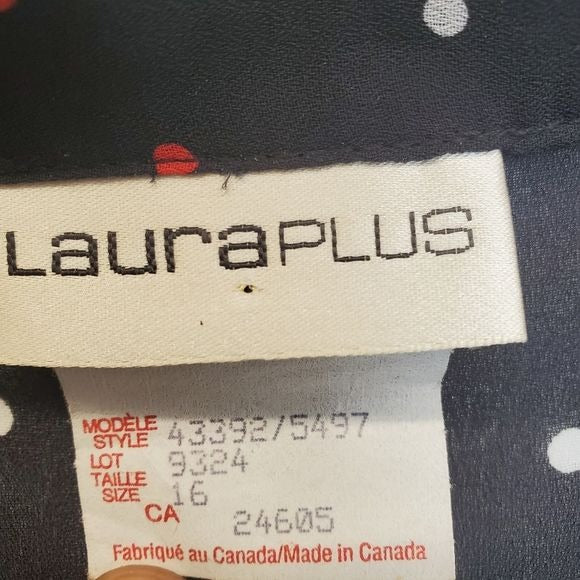 LauraPLUS
MODÈLE
STYLE 43392/5497
LOT 9324
TAILLE
SIZE 16
CA 24605
Fabriqué au Canada/Made in Canada